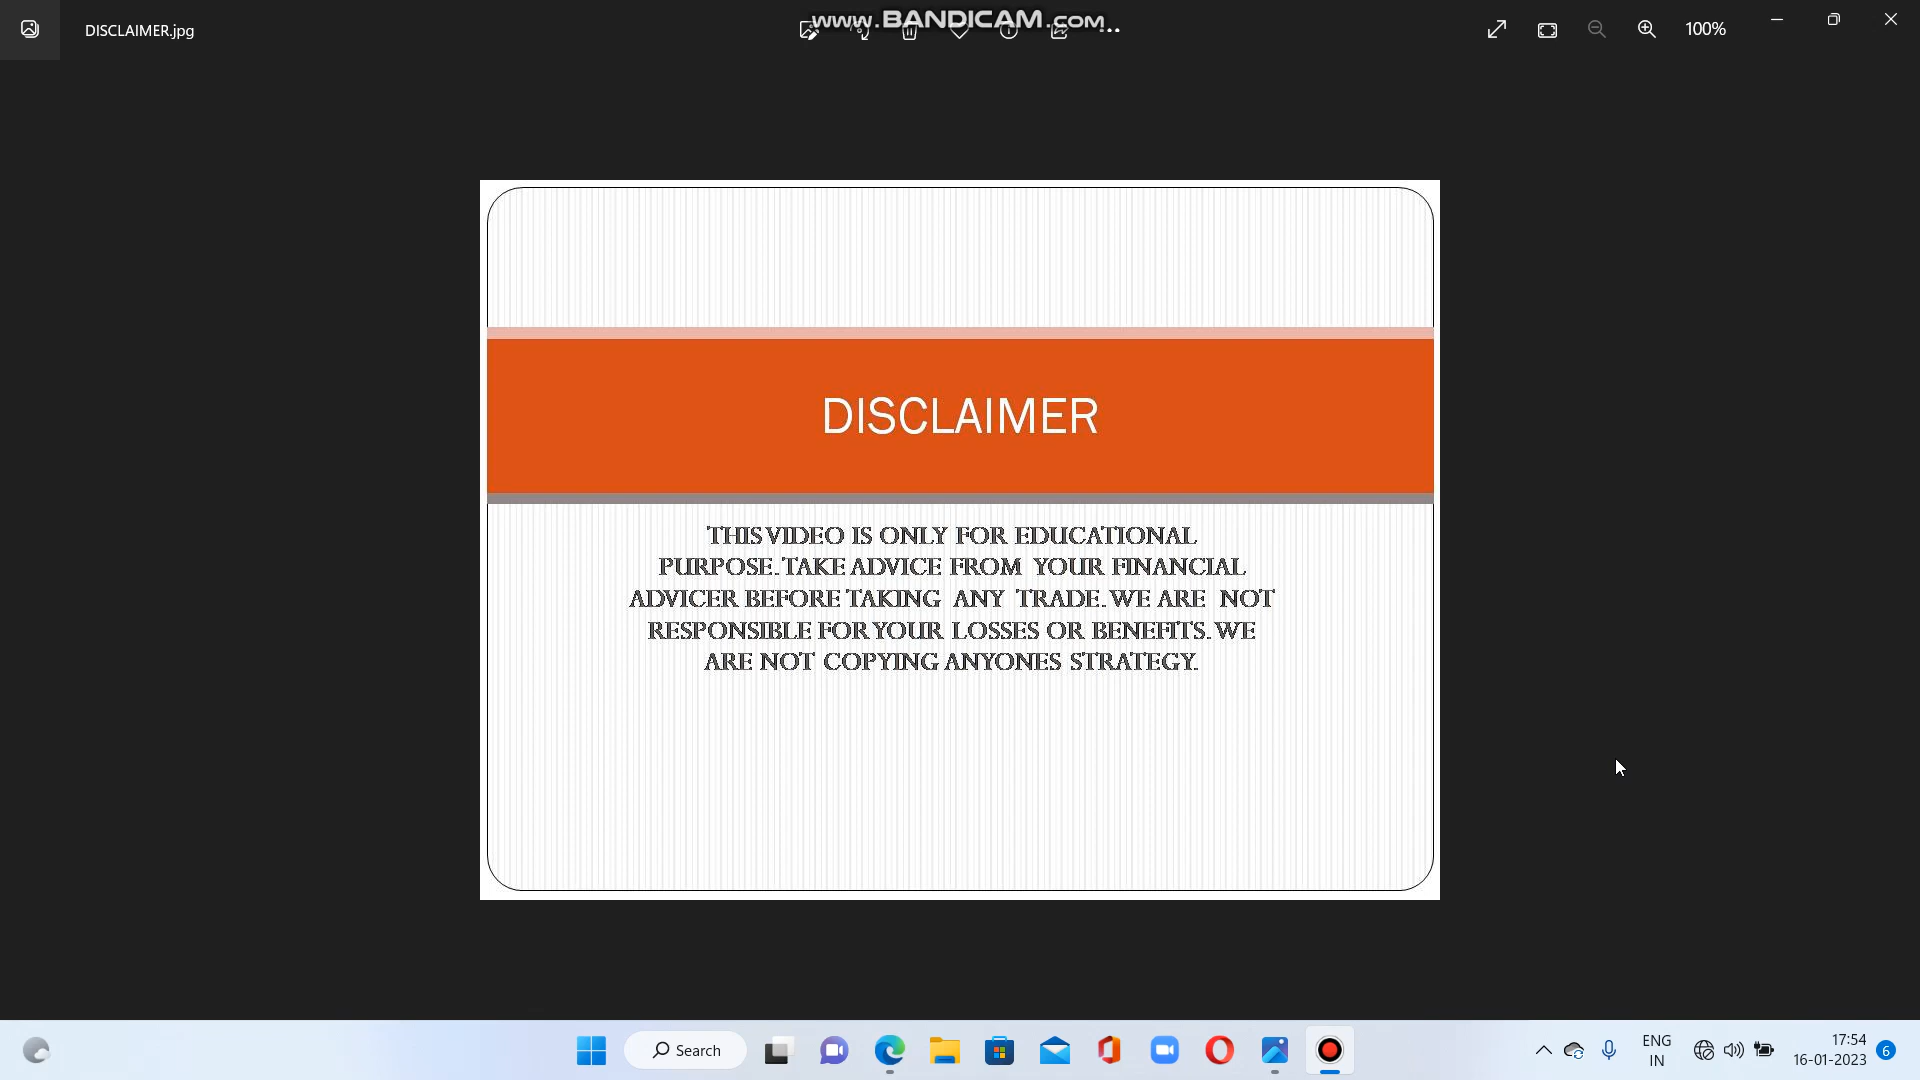 DISCLAIMER.jpg
www.BANDICAM.com
100%
DISCLAIMER
THIS VIDEO IS ONLY FOR EDUCATIONAL
PURPOSE. TAKE ADVICE FROM YOUR FINANCIAL
ADVICER BEFORE TAKING ANY TRADE. WE ARE NOT
RESPONSIBLE FOR YOUR LOSSES OR BENEFITS. WE
ARE NOT COPYING ANYONES STRATEGY.
Search
ENG
IN
17:54
16-01-2023
6